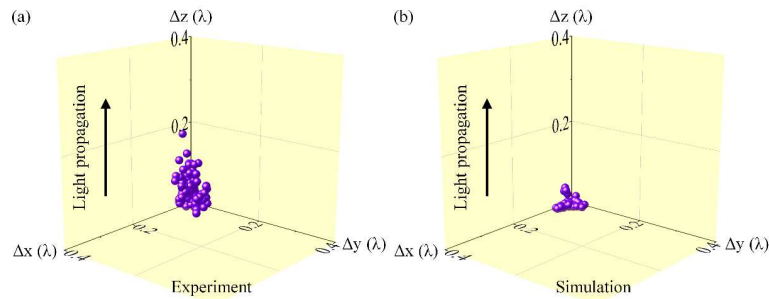 (a)
Δz (λ)
0.4
0.2
Light propagation
0.2
0.2
0.4
0.4
Δx (λ)
Δy (λ)
Experiment
(b)
Δz (λ)
0.4
0.2
Light propagation
0.2
0.2
0.4
0.4
Δx (λ)
Δy (λ)
Simulation